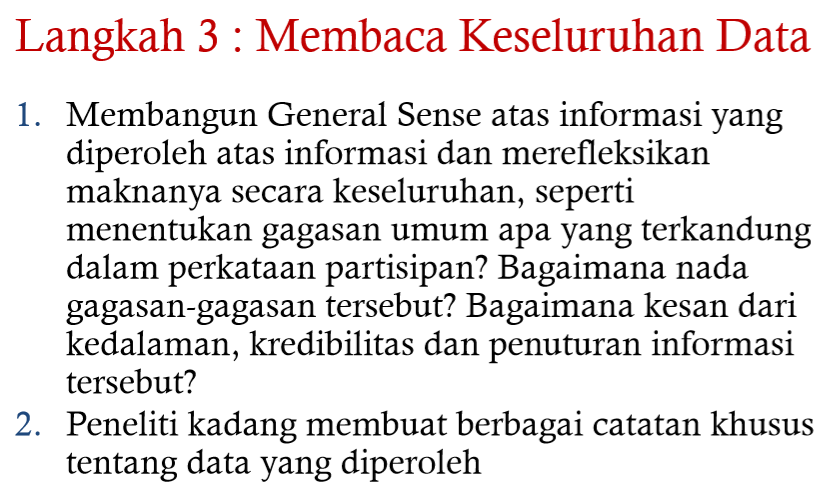 Langkah 3 : Membaca Keseluruhan Data
1. Membangun General Sense atas informasi yang
diperoleh atas informasi dan merefleksikan
maknanya secara keseluruhan, seperti
menentukan gagasan umum apa yang terkandung
dalam perkataan partisipan? Bagaimana nada
gagasan-gagasan tersebut? Bagaimana kesan dari
kedalaman, kredibilitas dan penuturan informasi
tersebut?
2. Peneliti kadang membuat berbagai catatan khusus
tentang data yang diperoleh